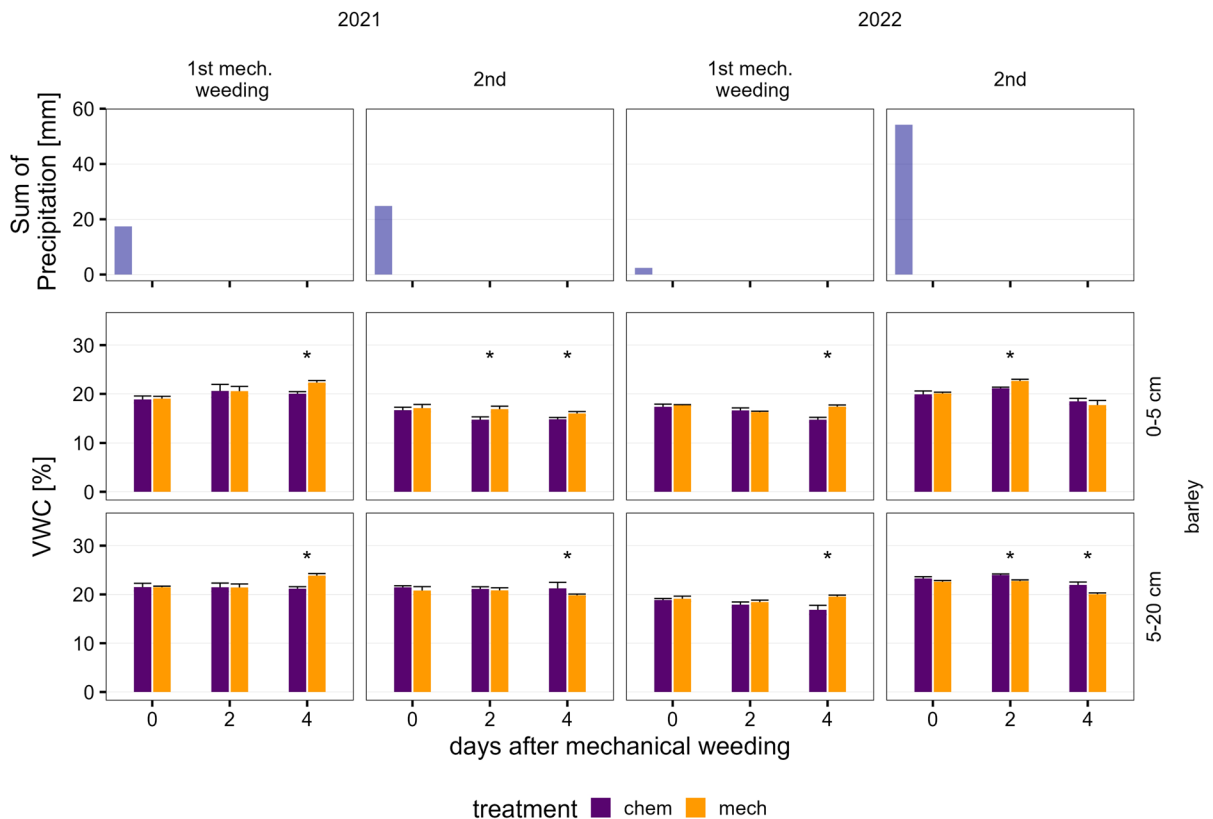 2021 2022
1st mech.
weeding
2nd
1st mech.
weeding
2nd
Sum of
Precipitation [mm]
60
40
20
0
VWC [%]
30
20
10
0
* * * * *
0-5 cm
30
20
10
0
* * * * *
5-20 cm
barley
0 2 4 0 2 4 0 2 4 0 2 4
days after mechanical weeding
treatment chem mech